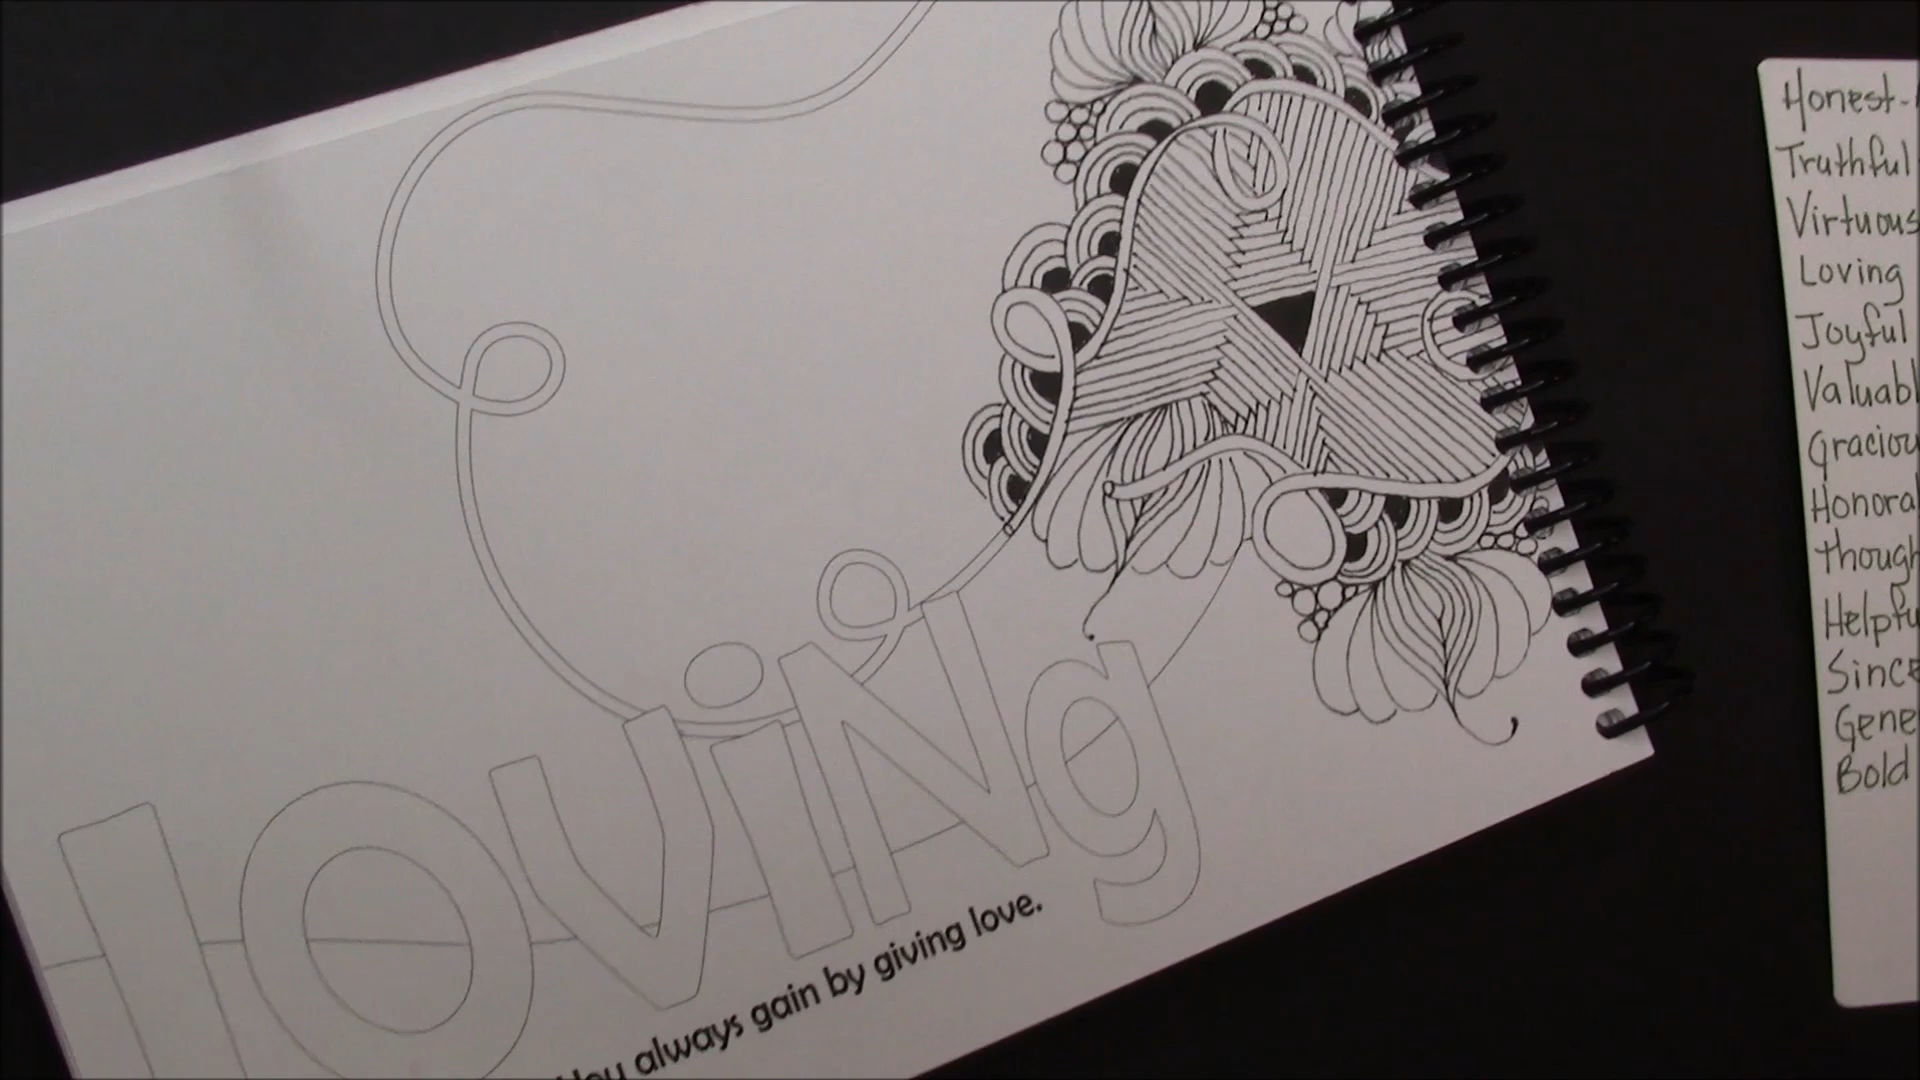 loViNg
You always gain by giving love.
Honest-
Truthful
Virtuous
Loving
Joyful
Valuabl
Graciou
Honora
though
Helpfu
Since
Gene
Bold